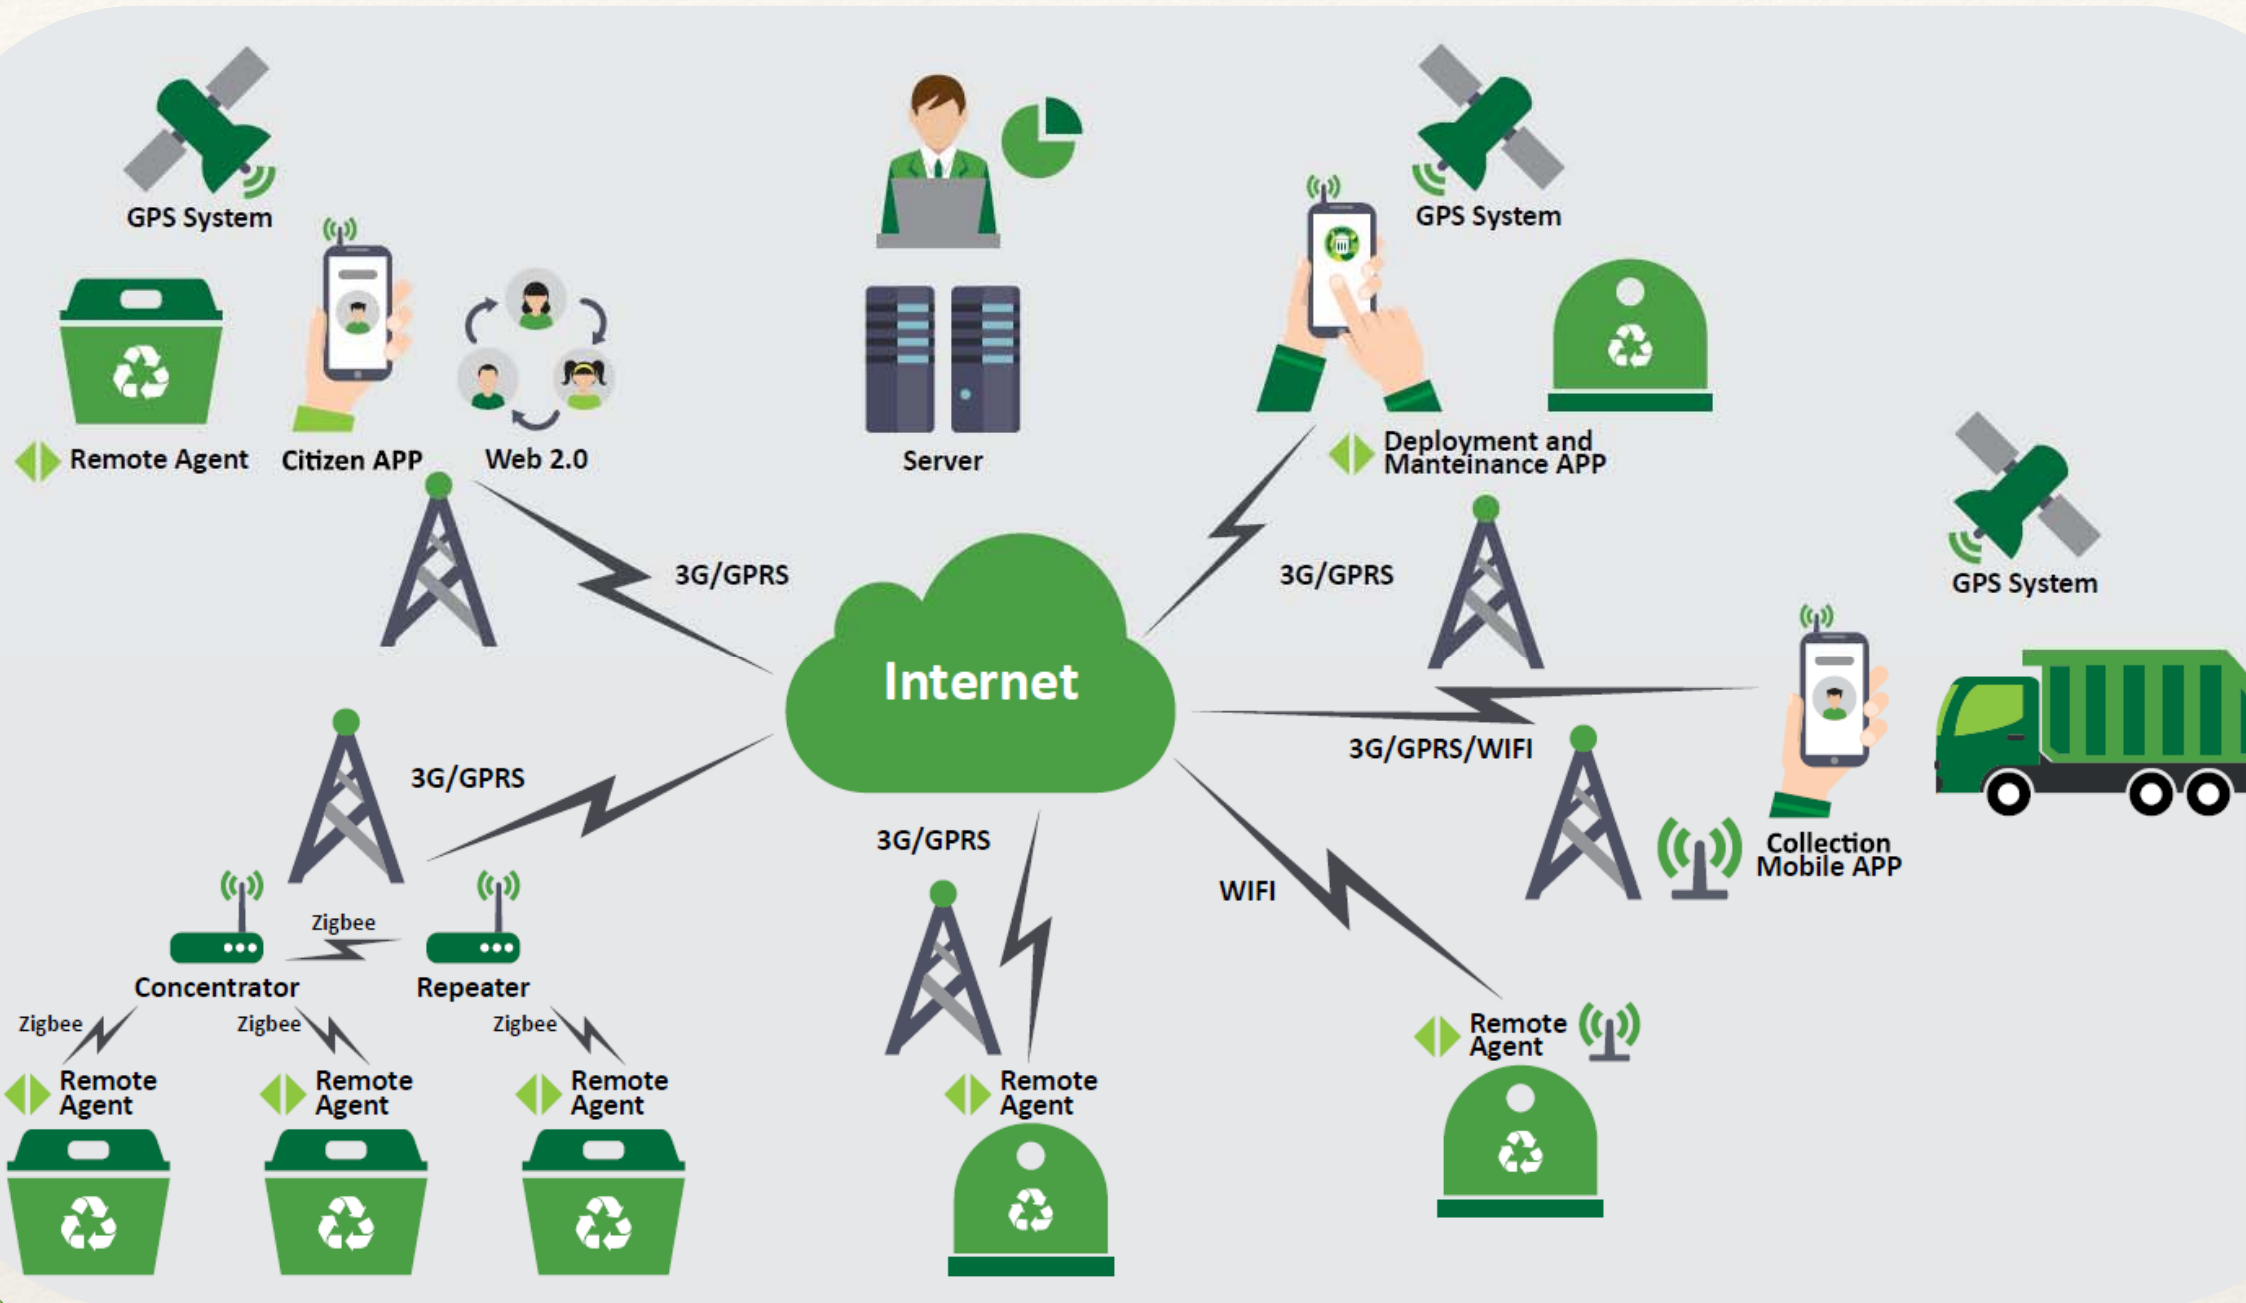 GPS System
GPS System
Remote Agent
Citizen APP
Web 2.0
Server
Deployment and
Manteinance APP
3G/GPRS
3G/GPRS
GPS System
Internet
3G/GPRS/WIFI
3G/GPRS
3G/GPRS
WIFI
Collection
Mobile APP
Zigbee
Concentrator
Repeater
Zigbee
Zigbee
Zigbee
Remote
Agent
Remote
Agent
Remote
Agent
Remote
Agent
Remote
Agent